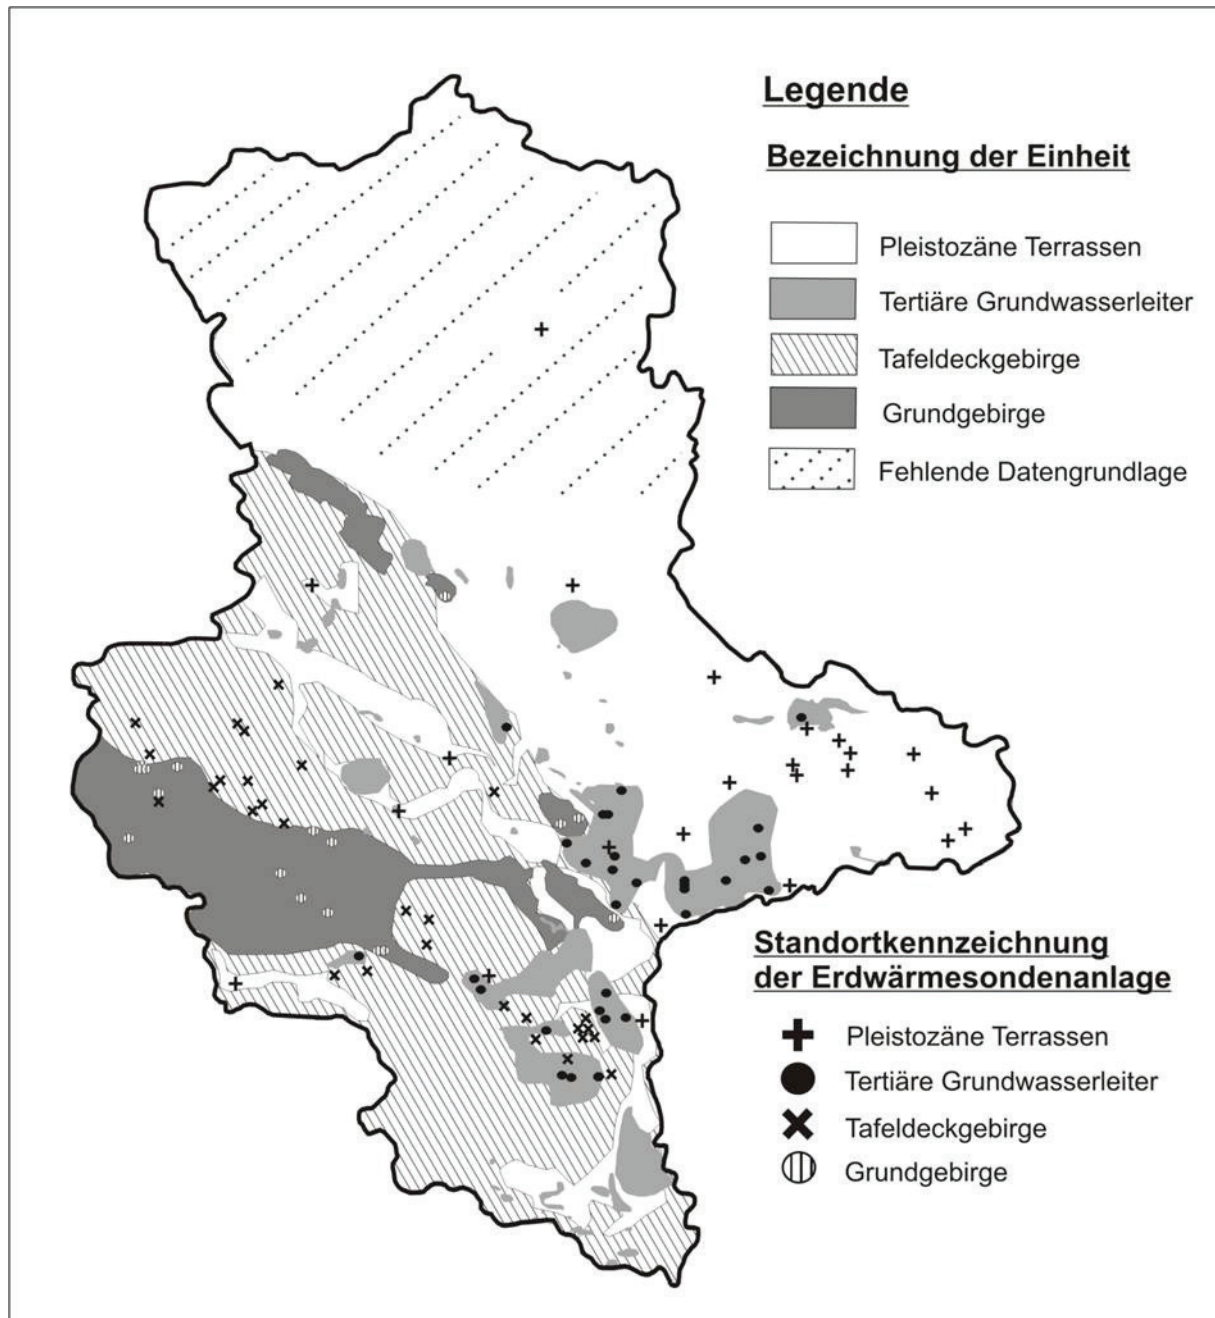 Legende
Bezeichnung der Einheit
Pleistozäne Terrassen
Tertiäre Grundwasserleiter
Tafeldeckgebirge
Grundgebirge
Fehlende Datengrundlage
Standortkennzeichnung
der Erdwärmesondenanlage
Pleistozäne Terrassen
Tertiäre Grundwasserleiter
Tafeldeckgebirge
Grundgebirge